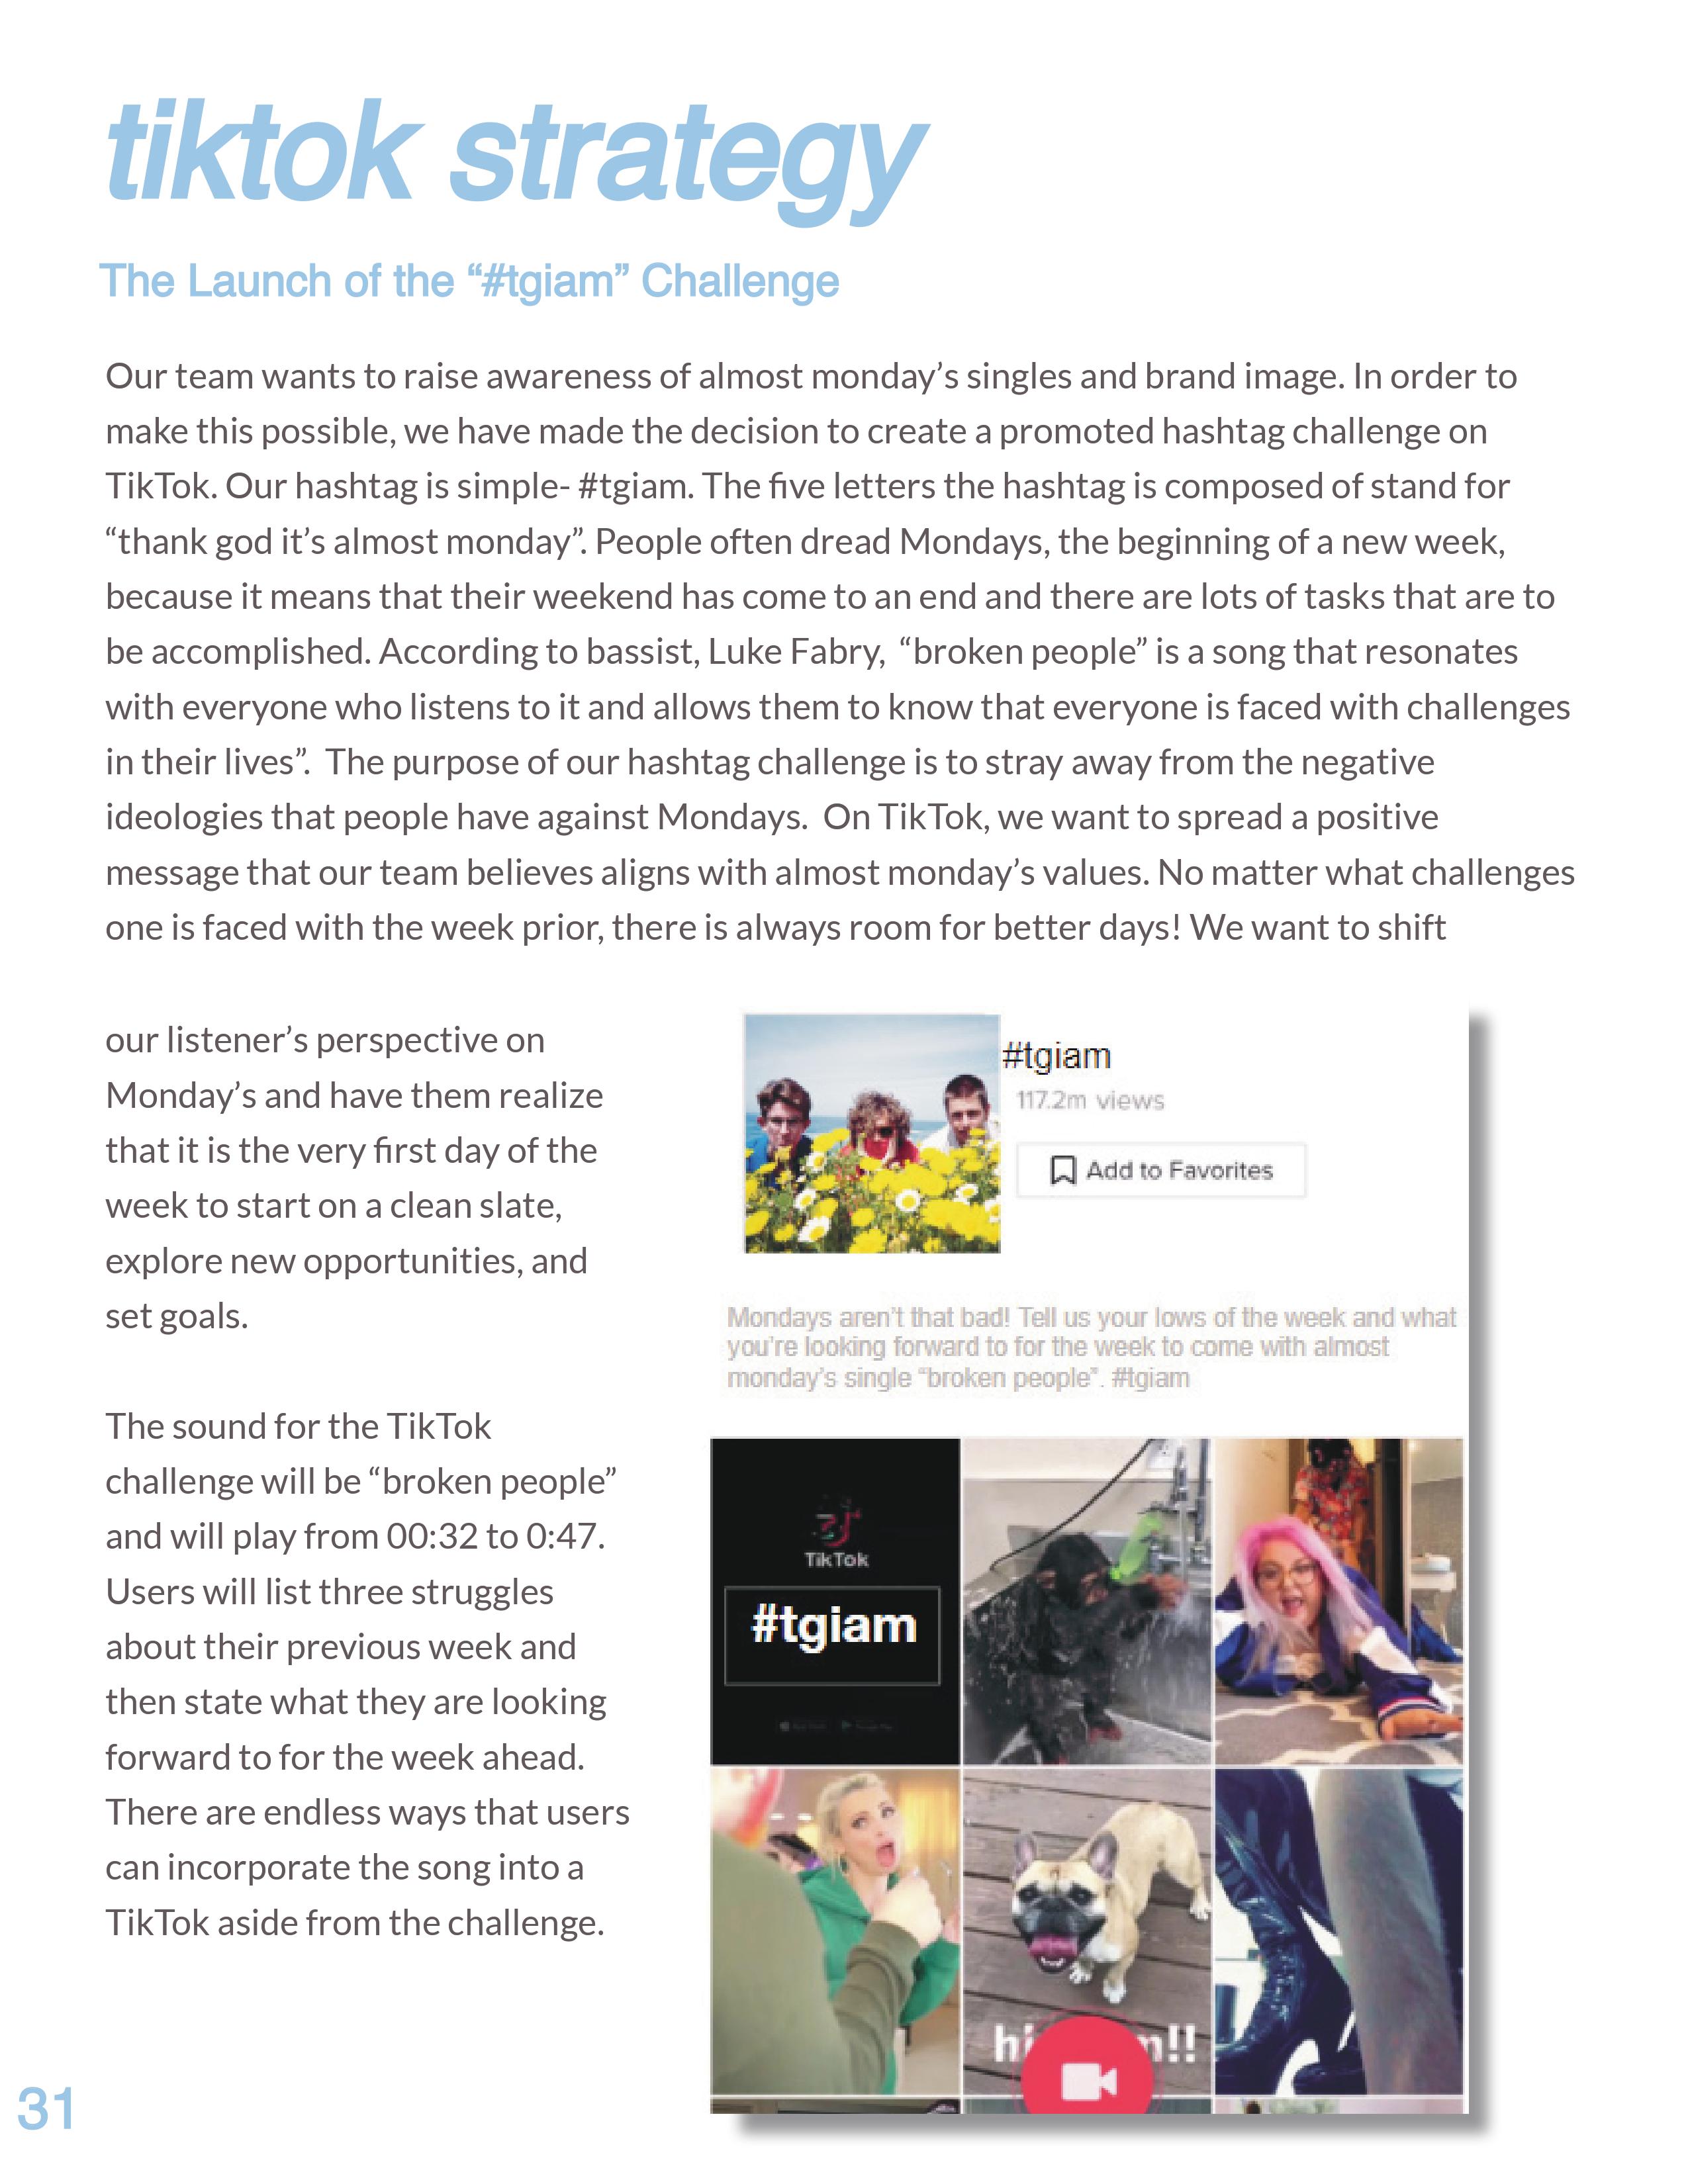 tiktok strategy
The Launch of the “#tgiam” Challenge
Our team wants to raise awareness of almost monday’s singles and brand image. In order to
make this possible, we have made the decision to create a promoted hashtag challenge on
TikTok. Our hashtag is simple- #tgiam. The five letters the hashtag is composed of stand for
“thank god it’s almost monday”. People often dread Mondays, the beginning of a new week,
because it means that their weekend has come to an end and there are lots of tasks that are to
be accomplished. According to bassist, Luke Fabry,  “broken people” is a song that resonates
with everyone who listens to it and allows them to know that everyone is faced with challenges
in their lives”.  The purpose of our hashtag challenge is to stray away from the negative
ideologies that people have against Mondays.  On TikTok, we want to spread a positive
message that our team believes aligns with almost monday’s values. No matter what challenges
one is faced with the week prior, there is always room for better days! We want to shift
our listener’s perspective on
Monday’s and have them realize
that it is the very first day of the
week to start on a clean slate,
explore new opportunities, and
set goals.
The sound for the TikTok
challenge will be “broken people”
and will play from 00:32 to 0:47.
Users will list three struggles
about their previous week and
then state what they are looking
forward to for the week ahead.
There are endless ways that users
can incorporate the song into a
TikTok aside from the challenge.
#tgiam
117.2m views
Add to Favorites
Mondays aren’t that bad! Tell us your lows of the week and what
you’re looking forward to for the week to come with almost
monday’s single “broken people”. #tgiam
TikTok
#tgiam
31